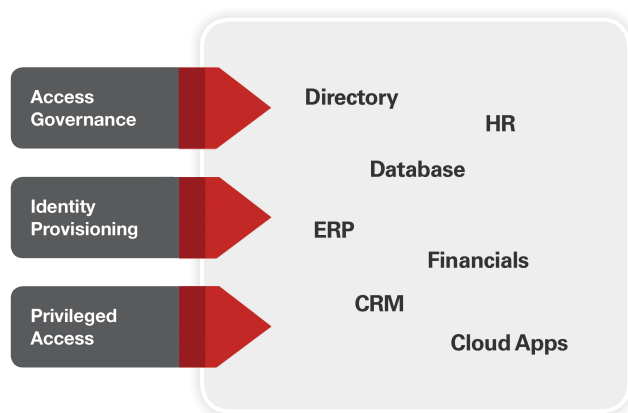 Access
Governance
Identity
Provisioning
Privileged
Access
Directory
HR
Database
ERP
Financials
CRM
Cloud Apps